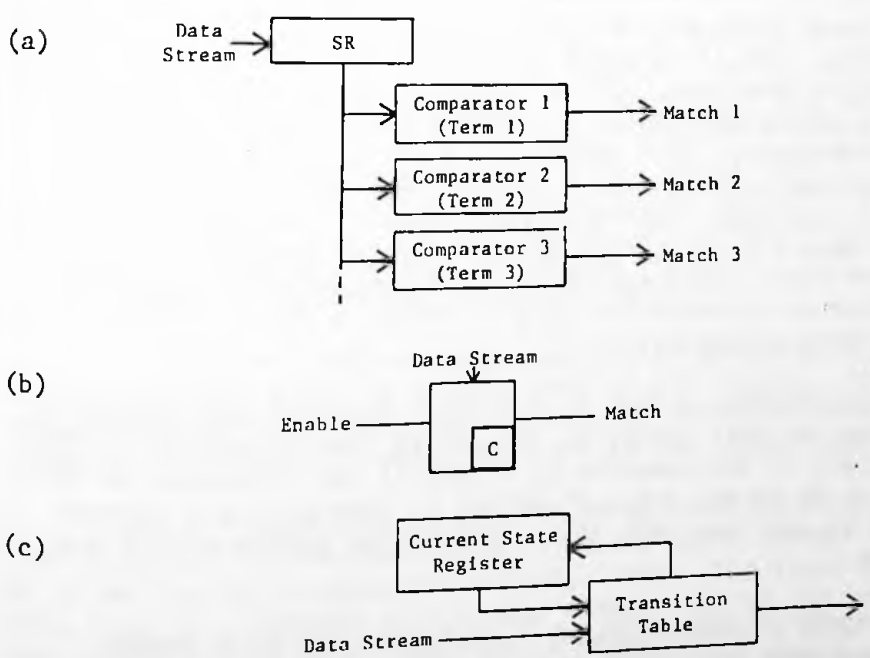 (a)
Data
Stream
SR
Comparator 1
(Term 1)
Match 1
Comparator 2
(Term 2)
Match 2
Comparator 3
(Term 3)
Match 3
(b)
Data Stream
Enable
Match
C
(c)
Current State
Register
Transition
Table
Data Stream